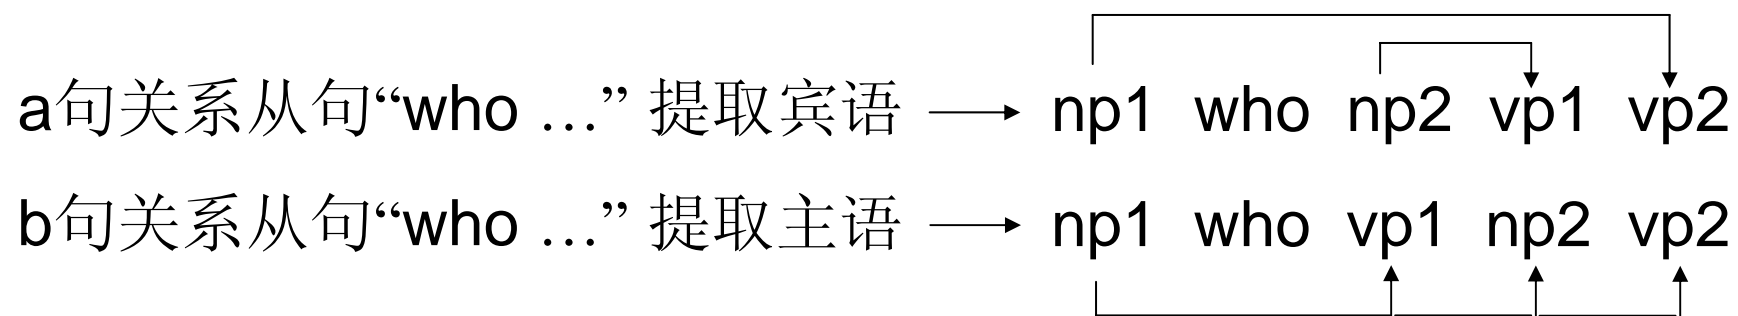 a句关系从句“who …” 提取宾语 → np1 who np2 vp1 vp2
b句关系从句“who …” 提取主语 → np1 who vp1 np2 vp2